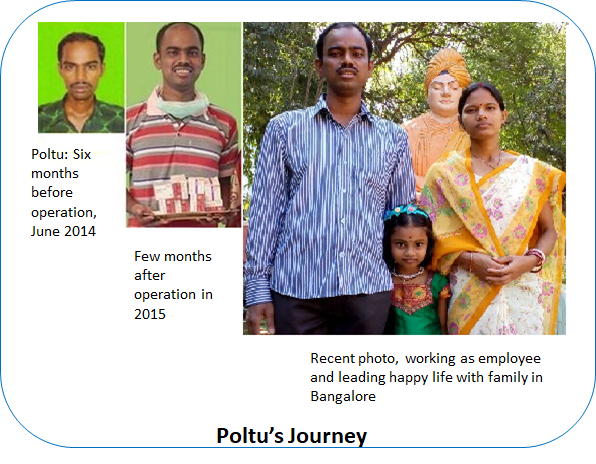 Poltu: Six
months
before
operation,
June 2014
Few months
after
operation in
2015
Recent photo, working as employee
and leading happy life with family in
Bangalore
Poltu's Journey